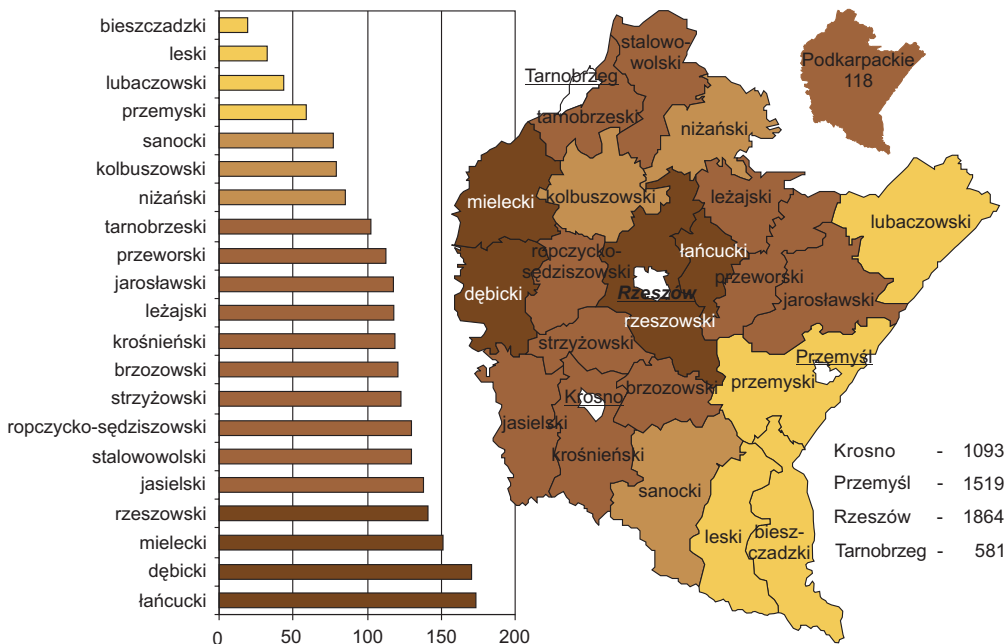 bieszczadzki
leski
lubaczowski
przemyski
sanocki
kolbuszowski
niżański
tarnobrzeski
przeworski
jarosławski
leżajski
krośnieński
brzozowski
strzyżowski
ropczycko-sędziszowski
stalowowolski
jasielski
rzeszowski
mielecki
dębicki
łańcucki
0 50 100 150 200
stalowo-
wolski
Tarnobrzeg
tarnobrzeski
niżański
Podkarpackie
118
mielecki
kolbuszowski
leżajski
lubaczowski
ropczycko-
sędziszowski
łańcucki
przeworski
jarosławski
dębicki
Rzeszów
rzeszowski
strzyżowski
Przemyśl
przemyski
brzozowski
Krosno
jasielski
krośnieński
sanocki
leski
biesz-
czadzki
Krosno - 1093
Przemyśl - 1519
Rzeszów - 1864
Tarnobrzeg - 581